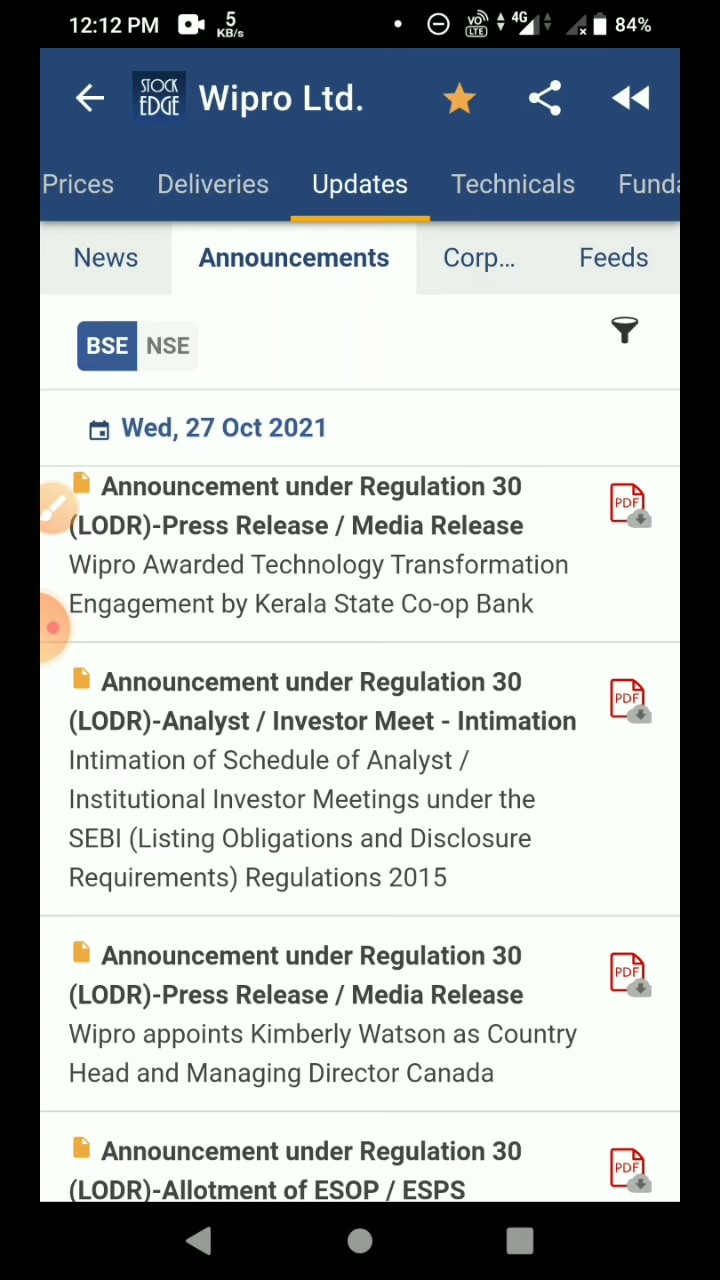 12:12 PM 5 KB/s VO LTE 4G 84%
STOCK EDGE Wipro Ltd.
Prices Deliveries Updates Technicals Funda
News Announcements Corp... Feeds
BSE NSE
Wed, 27 Oct 2021
Announcement under Regulation 30
(LODR)-Press Release / Media Release
Wipro Awarded Technology Transformation
Engagement by Kerala State Co-op Bank
PDF
Announcement under Regulation 30
(LODR)-Analyst / Investor Meet - Intimation
Intimation of Schedule of Analyst /
Institutional Investor Meetings under the
SEBI (Listing Obligations and Disclosure
Requirements) Regulations 2015
PDF
Announcement under Regulation 30
(LODR)-Press Release / Media Release
Wipro appoints Kimberly Watson as Country
Head and Managing Director Canada
PDF
Announcement under Regulation 30
(LODR)-Allotment of ESOP / ESPS
PDF